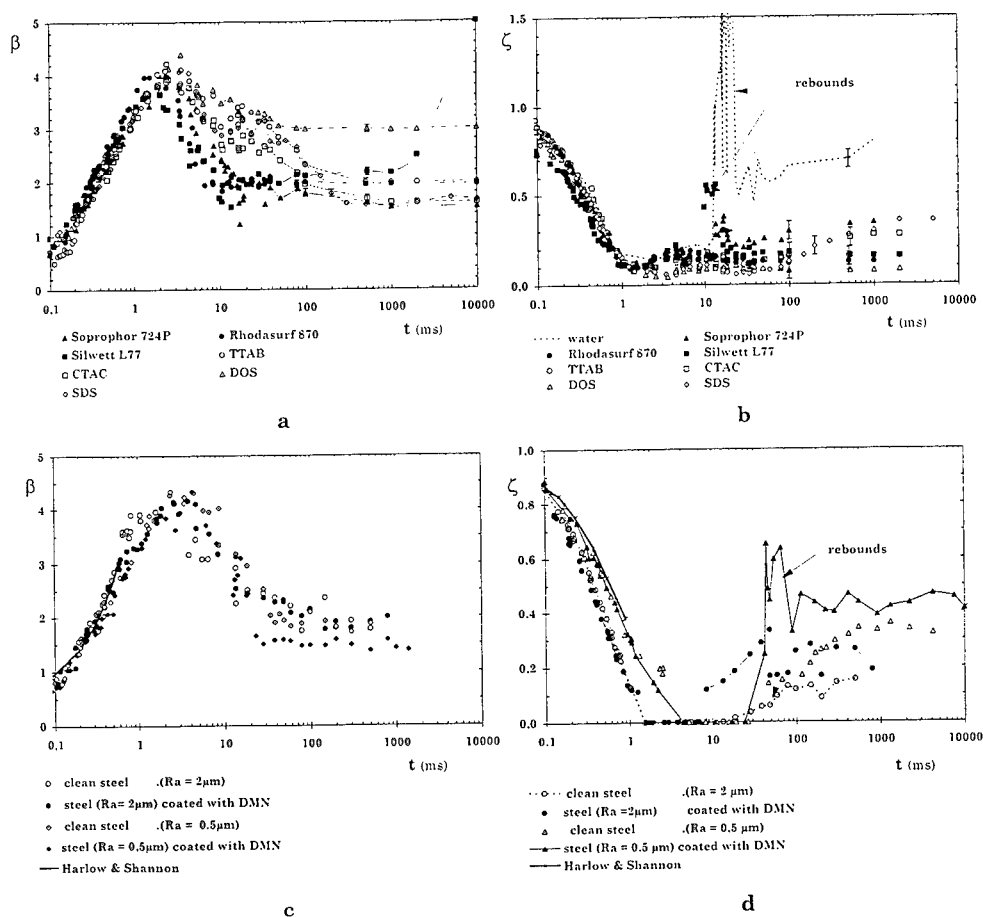 β
5
4
3
2
1
0
0,1
1
10
100
1000
10000
t (ms)
▲ Soprophor 724P
● Rhodasurf 870
■ Silwett L77
○ TTAB
□ CTAC
△ DOS
◇ SDS
a
ζ
1.5
1.0
0.5
0.0
rebounds
0.1
1
10
100
1000
10000
t (ms)
water
▲ Soprophor 724P
● Rhodasurf 870
■ Silwett L77
○ TTAB
□ CTAC
△ DOS
◇ SDS
b
β
5
4
3
2
1
0
0,1
1
10
100
1000
10000
t (ms)
○ clean steel .(Ra = 2µm)
● steel (Ra= 2µm) coated with DMN
◇ clean steel .(Ra = 0.5µm)
◆ steel (Ra = 0.5µm) coated with DMN
— Harlow & Shannon
c
ζ
1.0
0.8
0.6
0.4
0.2
0.0
rebounds
0.1
1
10
100
1000
10000
t (ms)
clean steel .(Ra = 2 µm)
● steel (Ra =2µm) coated with DMN
△ clean steel .(Ra = 0.5 µm)
steel (Ra = 0.5 µm) coated with DMN
Harlow & Shannon
d